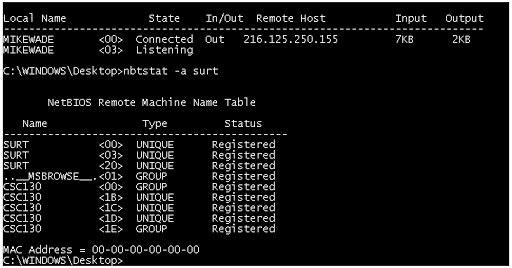 Local Name State In/Out Remote Host Input Output
MIKEWADE <00> Connected Out 216.125.250.155 7KB 2KB
MIKEWADE <03> Listening
C:\WINDOWS\Desktop>nbtstat -a surt
NetBIOS Remote Machine Name Table
Name Type Status
SURT <00> UNIQUE Registered
SURT <03> UNIQUE Registered
SURT <20> UNIQUE Registered
..__MSBROWSE__.<01> GROUP Registered
CSC130 <00> GROUP Registered
CSC130 <1B> UNIQUE Registered
CSC130 <1C> UNIQUE Registered
CSC130 <1D> UNIQUE Registered
CSC130 <1E> GROUP Registered
MAC Address = 00-00-00-00-00-00
C:\WINDOWS\Desktop>